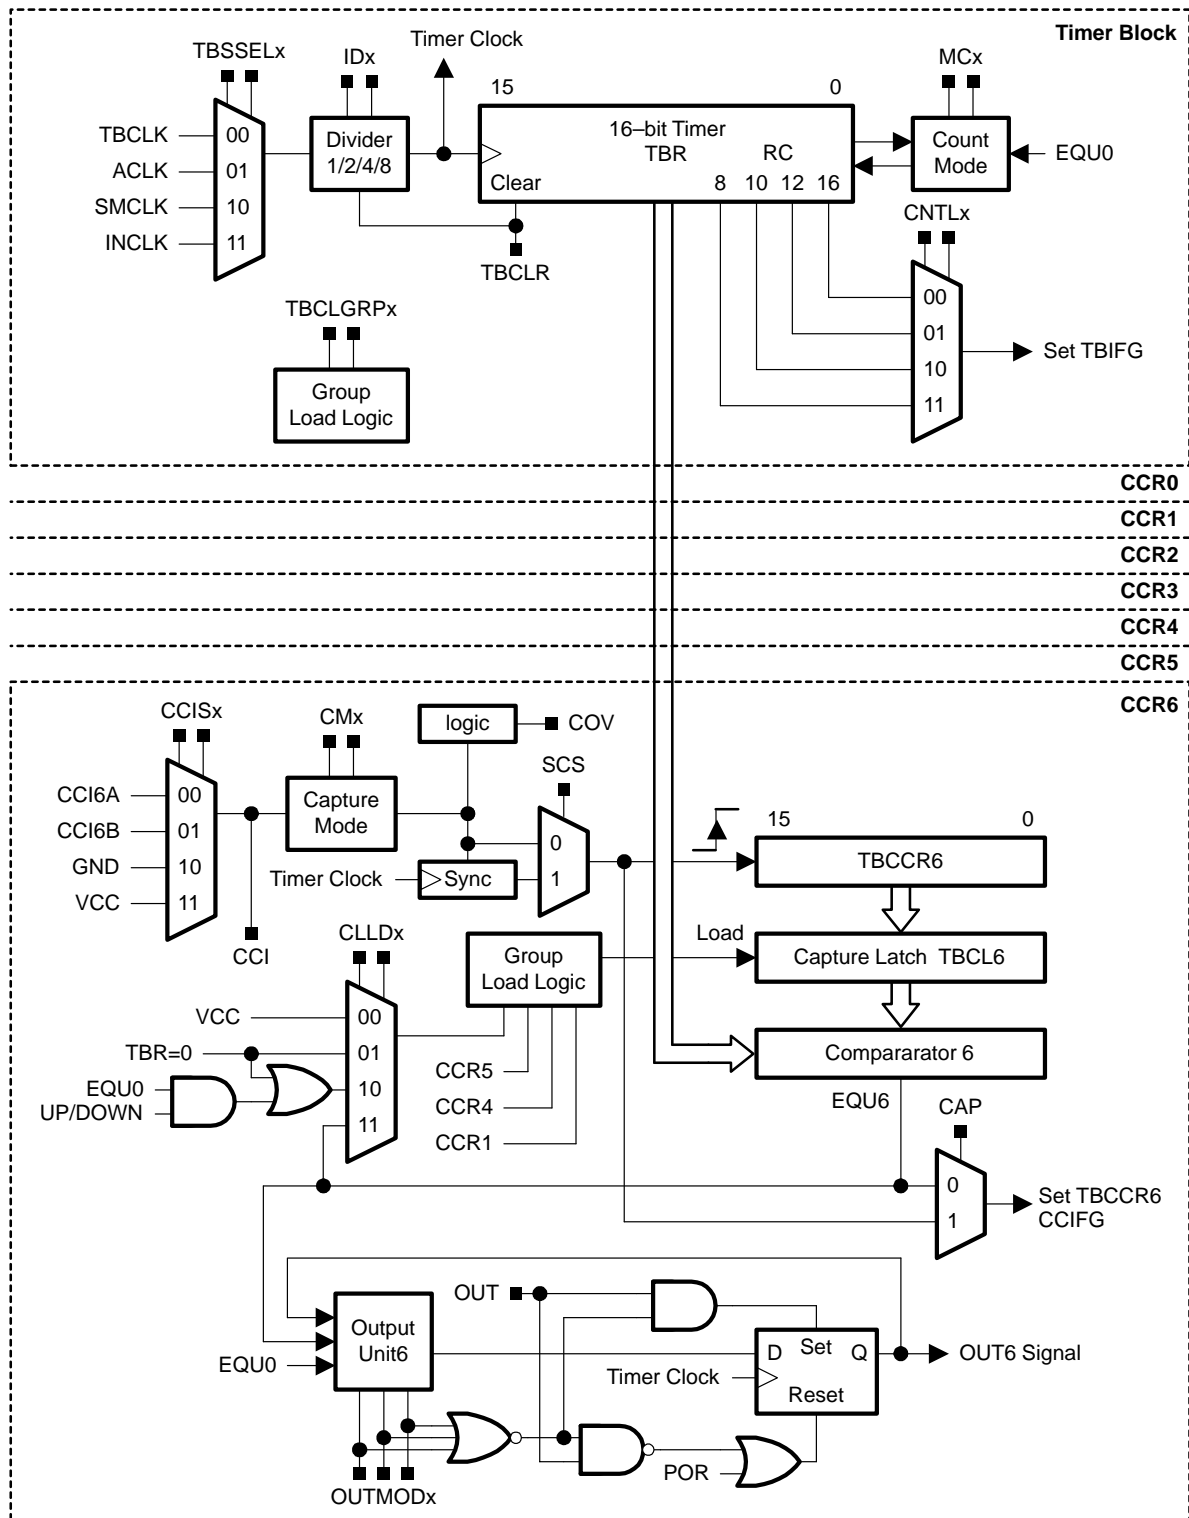 Timer Block
Timer Clock
TBSSELx
IDx
15
0
MCx
TBCLK
ACLK
SMCLK
INCLK
00
01
10
11
Divider
1/2/4/8
16–bit Timer
TBR
RC
Clear
8
10
12
16
Count
Mode
EQU0
TBCLR
CNTLx
00
01
10
11
Set TBIFG
TBCLGRPx
Group
Load Logic
CCR0
CCR1
CCR2
CCR3
CCR4
CCR5
CCR6
CCISx
CMx
logic
COV
SCS
CCI6A
CCI6B
GND
VCC
00
01
10
11
Capture
Mode
15
0
0
1
TBCCR6
Timer Clock
Sync
CCI
CLLDx
Group
Load Logic
Load
Capture Latch TBCL6
VCC
TBR=0
EQU0
UP/DOWN
00
01
10
11
CCR5
CCR4
CCR1
Compararator 6
EQU6
CAP
0
1
Set TBCCR6
CCIFG
OUT
Output
Unit6
EQU0
D
Set
Q
Timer Clock
Reset
OUT6 Signal
POR
OUTMODx